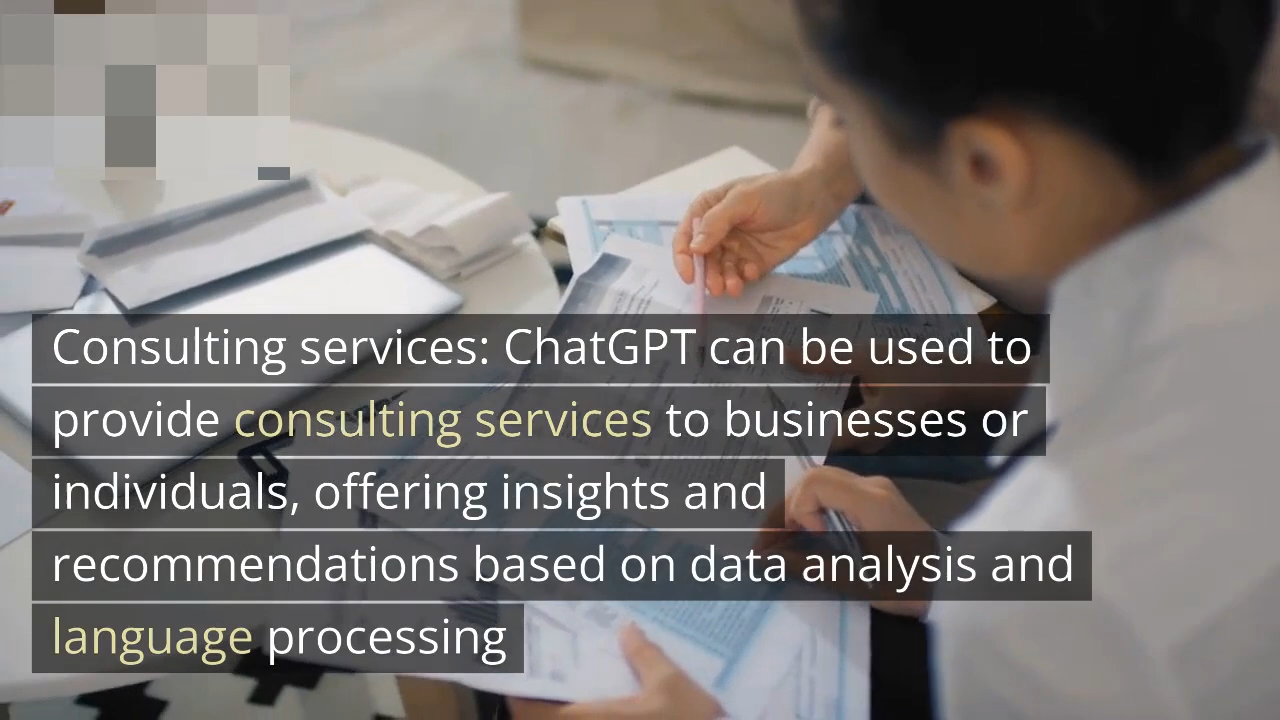 Consulting services: ChatGPT can be used to
provide consulting services to businesses or
individuals, offering insights and
recommendations based on data analysis and
language processing